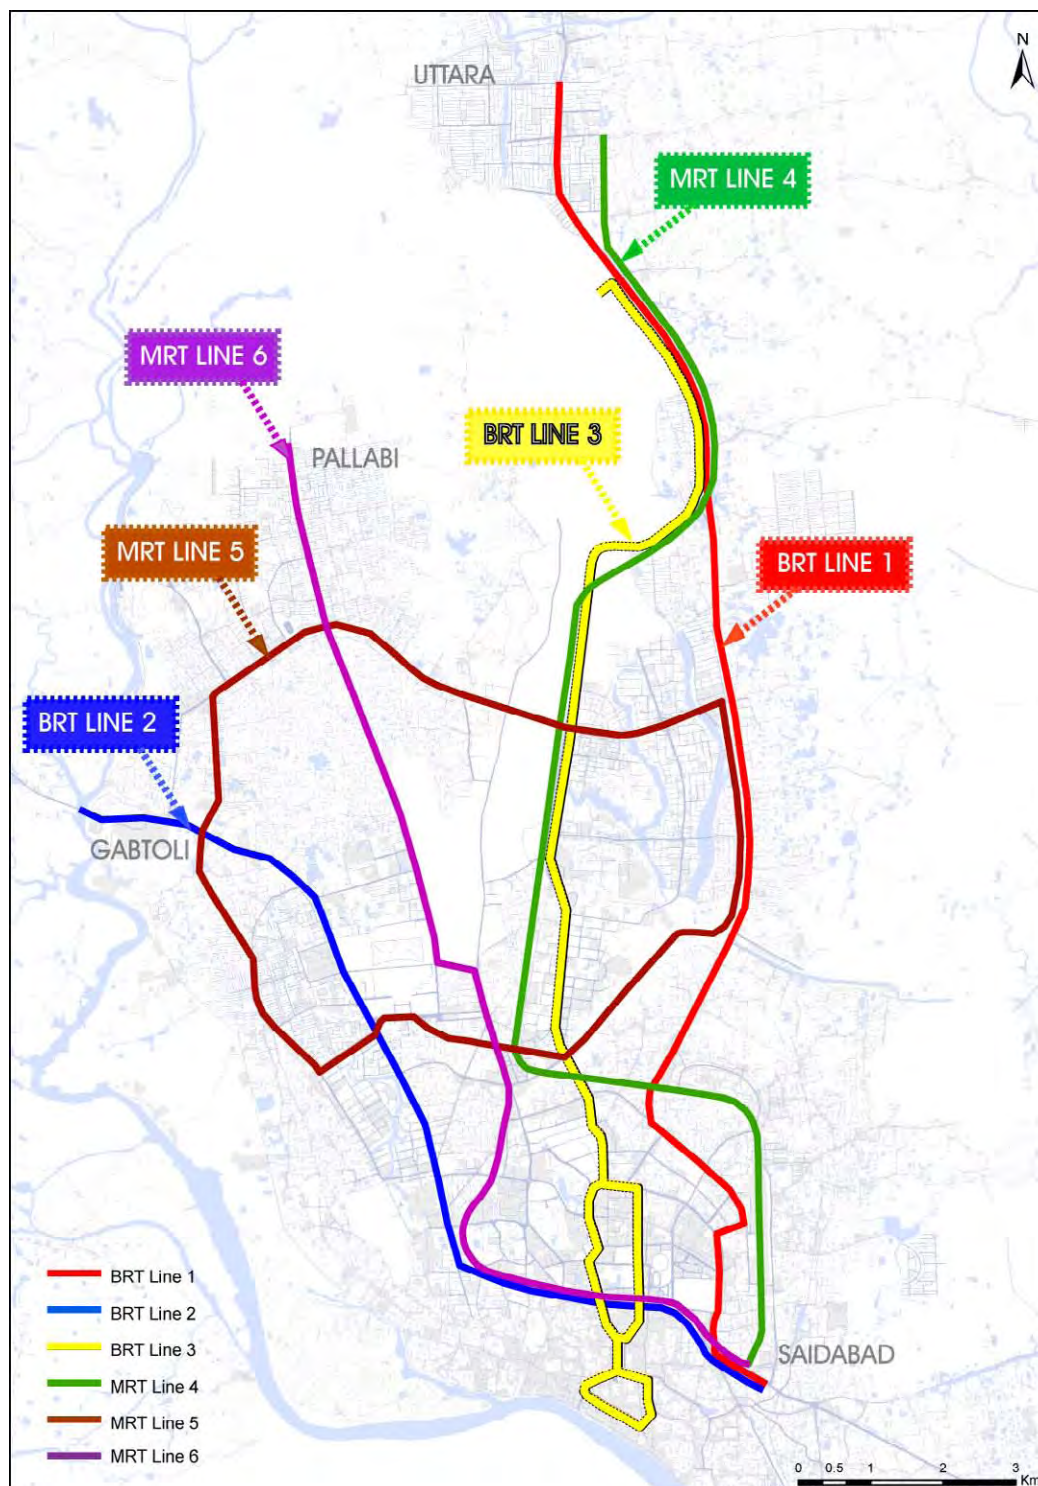 N
UTTARA
MRT LINE 4
MRT LINE 6
BRT LINE 3
PALLABI
MRT LINE 5
BRT LINE 1
BRT LINE 2
GABTOLI
SAIDABAD
BRT Line 1
BRT Line 2
BRT Line 3
MRT Line 4
MRT Line 5
MRT Line 6
0 0.5 1 2 3
Km